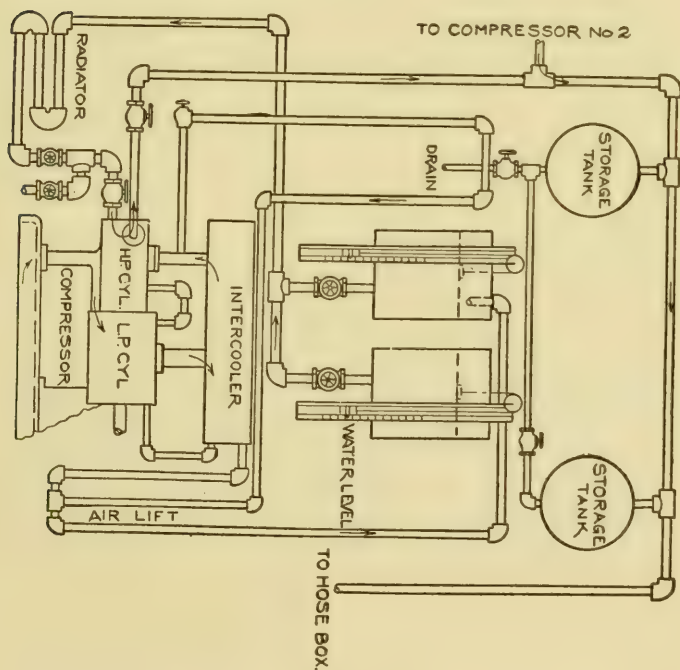 TO COMPRESSOR No 2
RADIATOR
STORAGE
TANK
DRAIN
H.P. CYL.
L.P. CYL
COMPRESSOR
INTERCOOLER
WATER LEVEL
STORAGE
TANK
AIR LIFT
TO HOSE BOX.